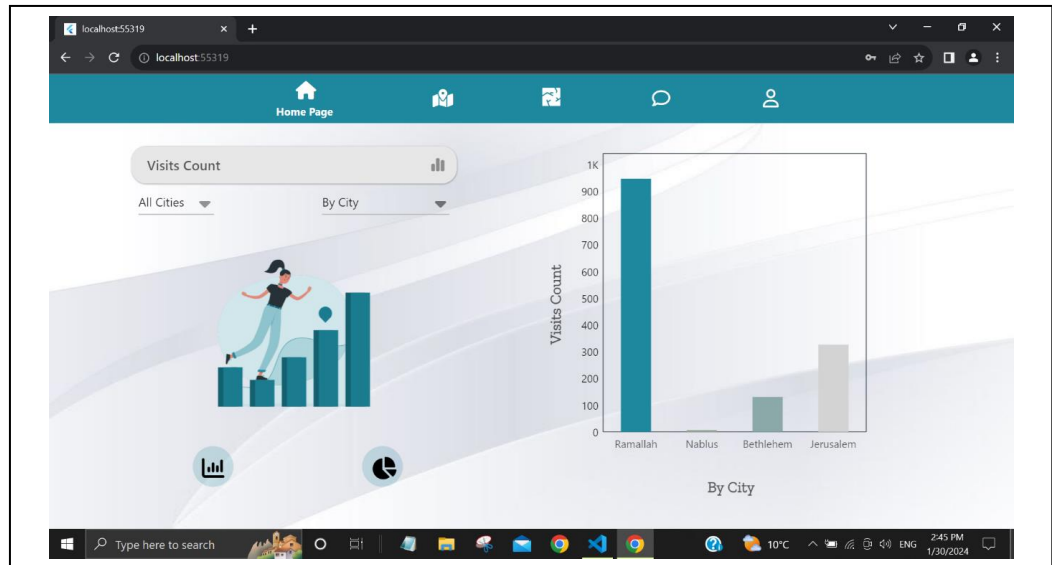 localhost:55319
localhost:55319
Home Page
Visits Count
All Cities
By City
1K
900
800
700
600
500
400
300
200
100
0
Visits Count
Ramallah Nablus Bethlehem Jerusalem
By City
Type here to search
10°C
ENG
2:45 PM
1/30/2024